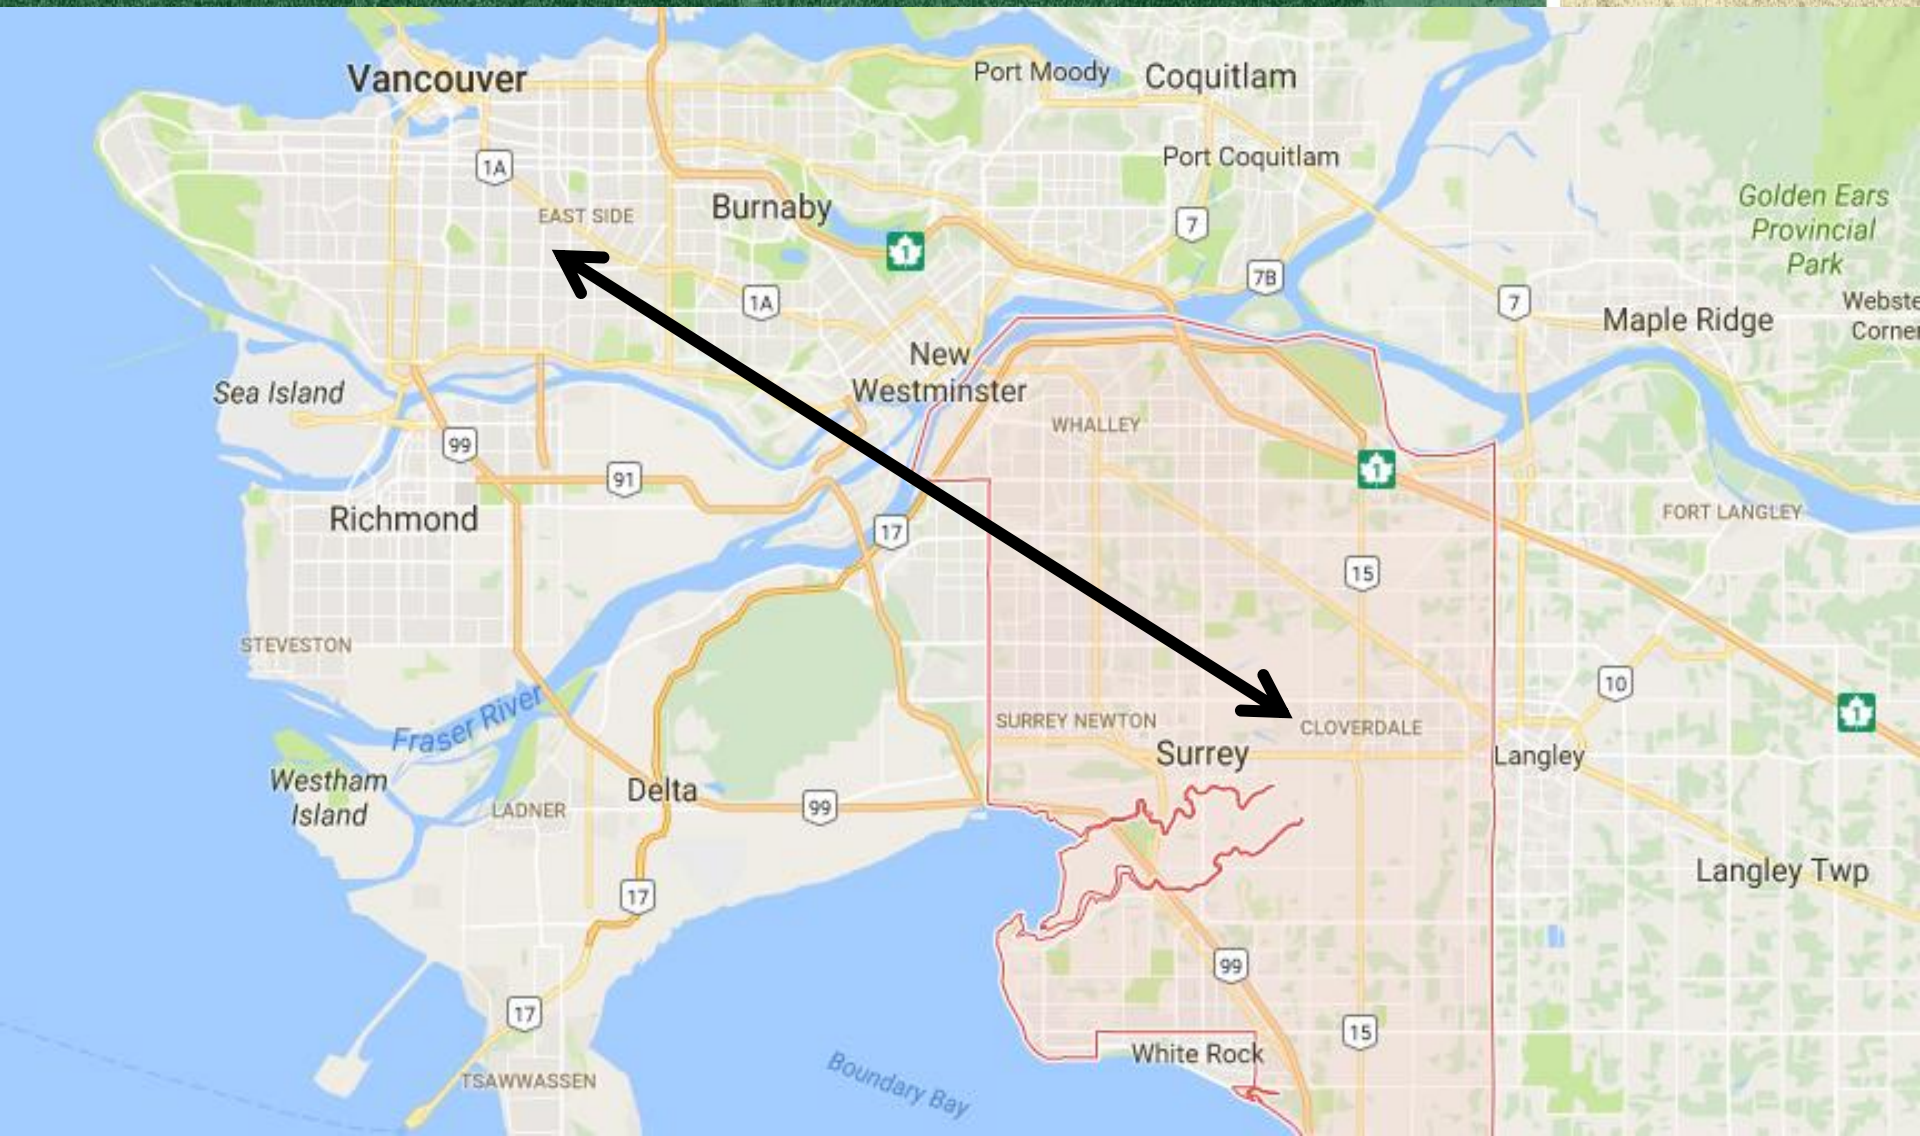 Vancouver
Port Moody
Coquitlam
Port Coquitlam
1A
EAST SIDE
Burnaby
1
7
7B
Golden Ears
Provincial
Park
1A
7
Maple Ridge
Webste
Corner
New
Westminster
Sea Island
WHALLEY
99
91
1
Richmond
17
FORT LANGLEY
15
STEVESTON
10
Fraser River
SURREY NEWTON
CLOVERDALE
1
Surrey
Langley
Westham
Island
Delta
LADNER
99
Langley Twp
17
99
17
15
White Rock
TSAWWASSEN
Boundary Bay